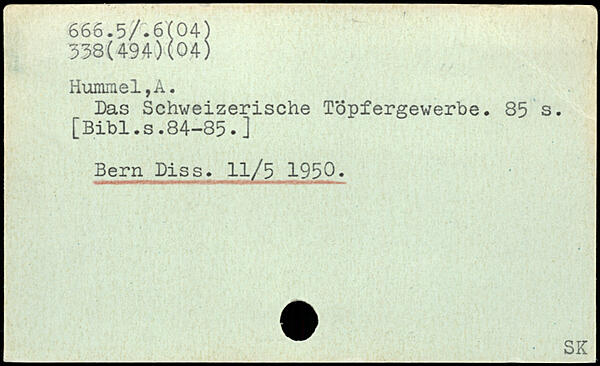 666.5/.6(04)
338(494)(04)
Hummel,A.
Das Schweizerische Töpfergewerbe. 85 s.
[Bibl.s.84-85.]
Bern Diss. 11/5 1950.
SK